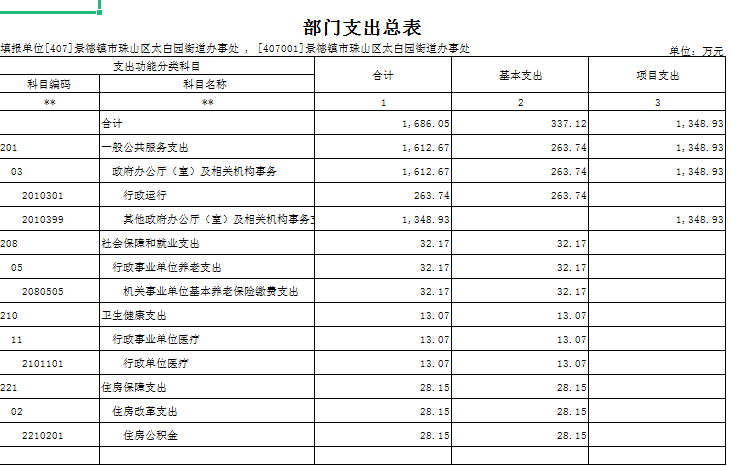 部门支出总表
填报单位[407]景德镇市珠山区太白园街道办事处 , [407001]景德镇市珠山区太白园街道办事处 单位: 万元
支出功能分类科目 合计 基本支出 项目支出
科目编码 科目名称
** ** 1 2 3
合计 1,686.05 337.12 1,348.93
201 一般公共服务支出 1,612.67 263.74 1,348.93
03 政府办公厅（室）及相关机构事务 1,612.67 263.74 1,348.93
2010301 行政运行 263.74 263.74
2010399 其他政府办公厅（室）及相关机构事务 1,348.93 1,348.93
208 社会保障和就业支出 32.17 32.17
05 行政事业单位养老支出 32.17 32.17
2080505 机关事业单位基本养老保险缴费支出 32.17 32.17
210 卫生健康支出 13.07 13.07
11 行政事业单位医疗 13.07 13.07
2101101 行政单位医疗 13.07 13.07
221 住房保障支出 28.15 28.15
02 住房改革支出 28.15 28.15
2210201 住房公积金 28.15 28.15